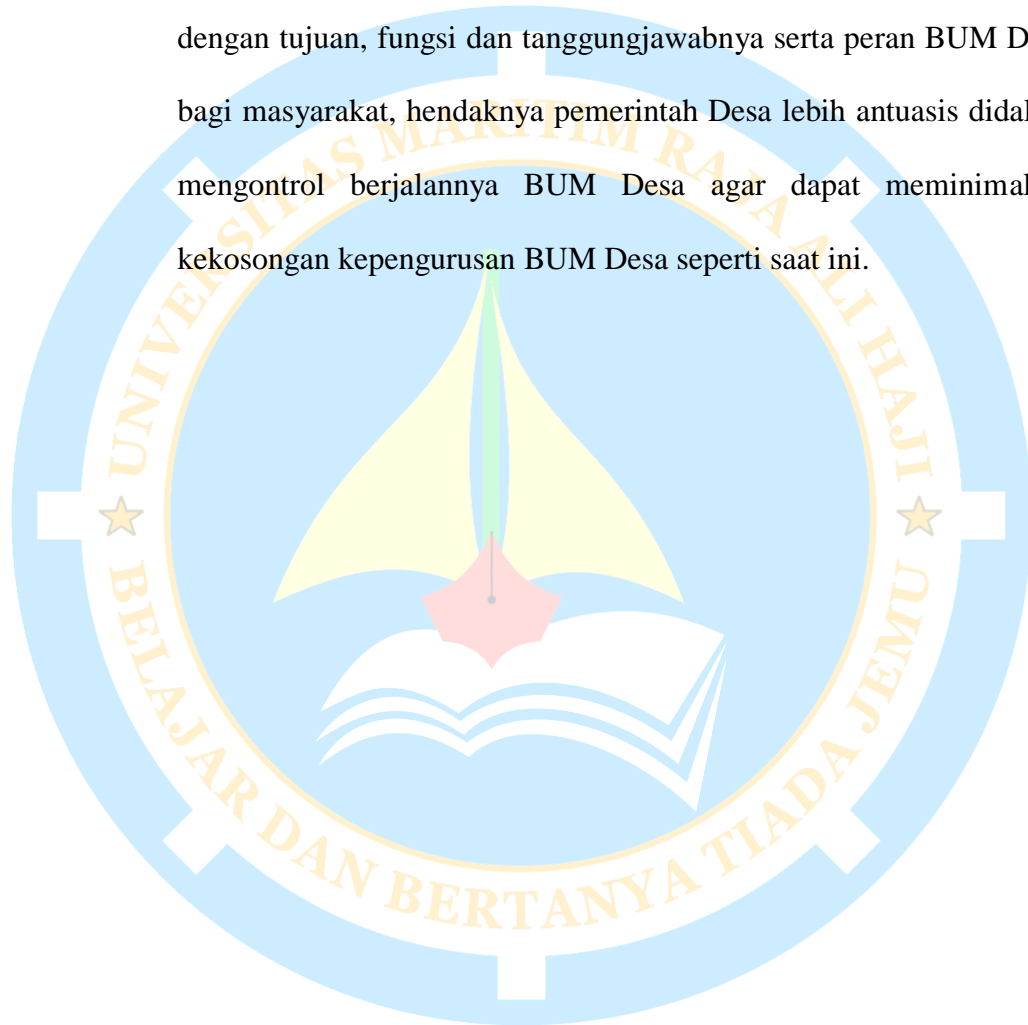 dengan tujuan, fungsi dan tanggungjawabnya serta peran BUM D
bagi masyarakat, hendaknya pemerintah Desa lebih antuasis didal
mengontrol berjalannya BUM Desa agar dapat meminimal
kekosongan kepengurusan BUM Desa seperti saat ini.
UNIVERSITAS MARITIM RAJA ALI HAJI
BELAJAR DAN BERTANYA TIADA JEMU